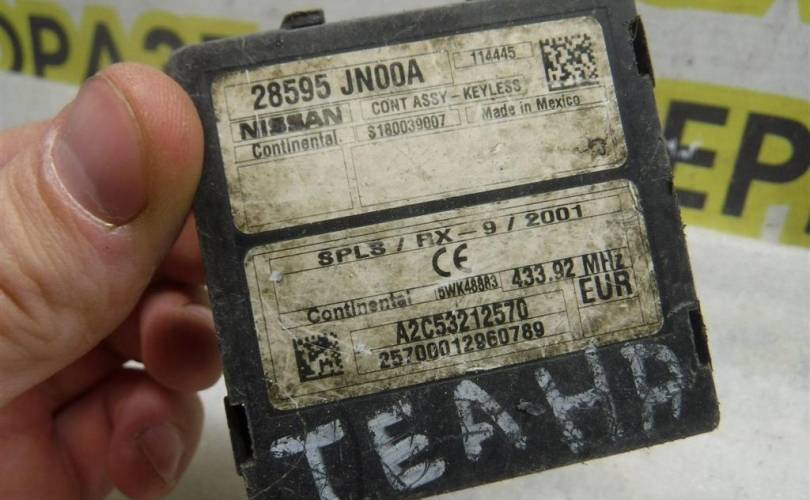 28595 JN00A
114445
NISSAN
CONT ASSY-KEYLESS
Continental
S180039007
Made in Mexico
SPLS / RX-9 / 2001
CE
Continental
5WK48883
433.92 MHz
EUR
A2C53212570
25700012960789
ТЕАНА